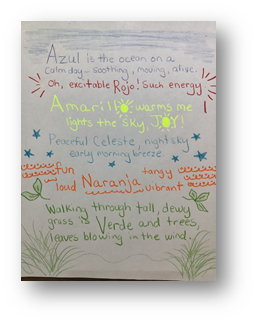 Azul is the ocean on a
calm day—soothing, moving, alive.
Oh, excitable Rojo! Such energy
Amarillo warms me
lights the sky, JOY!
Peaceful Celeste, night sky
early morning breeze
fun tangy
loud Naranja vibrant
Walking through tall, dewy
grass is Verde and trees,
leaves blowing in the wind.